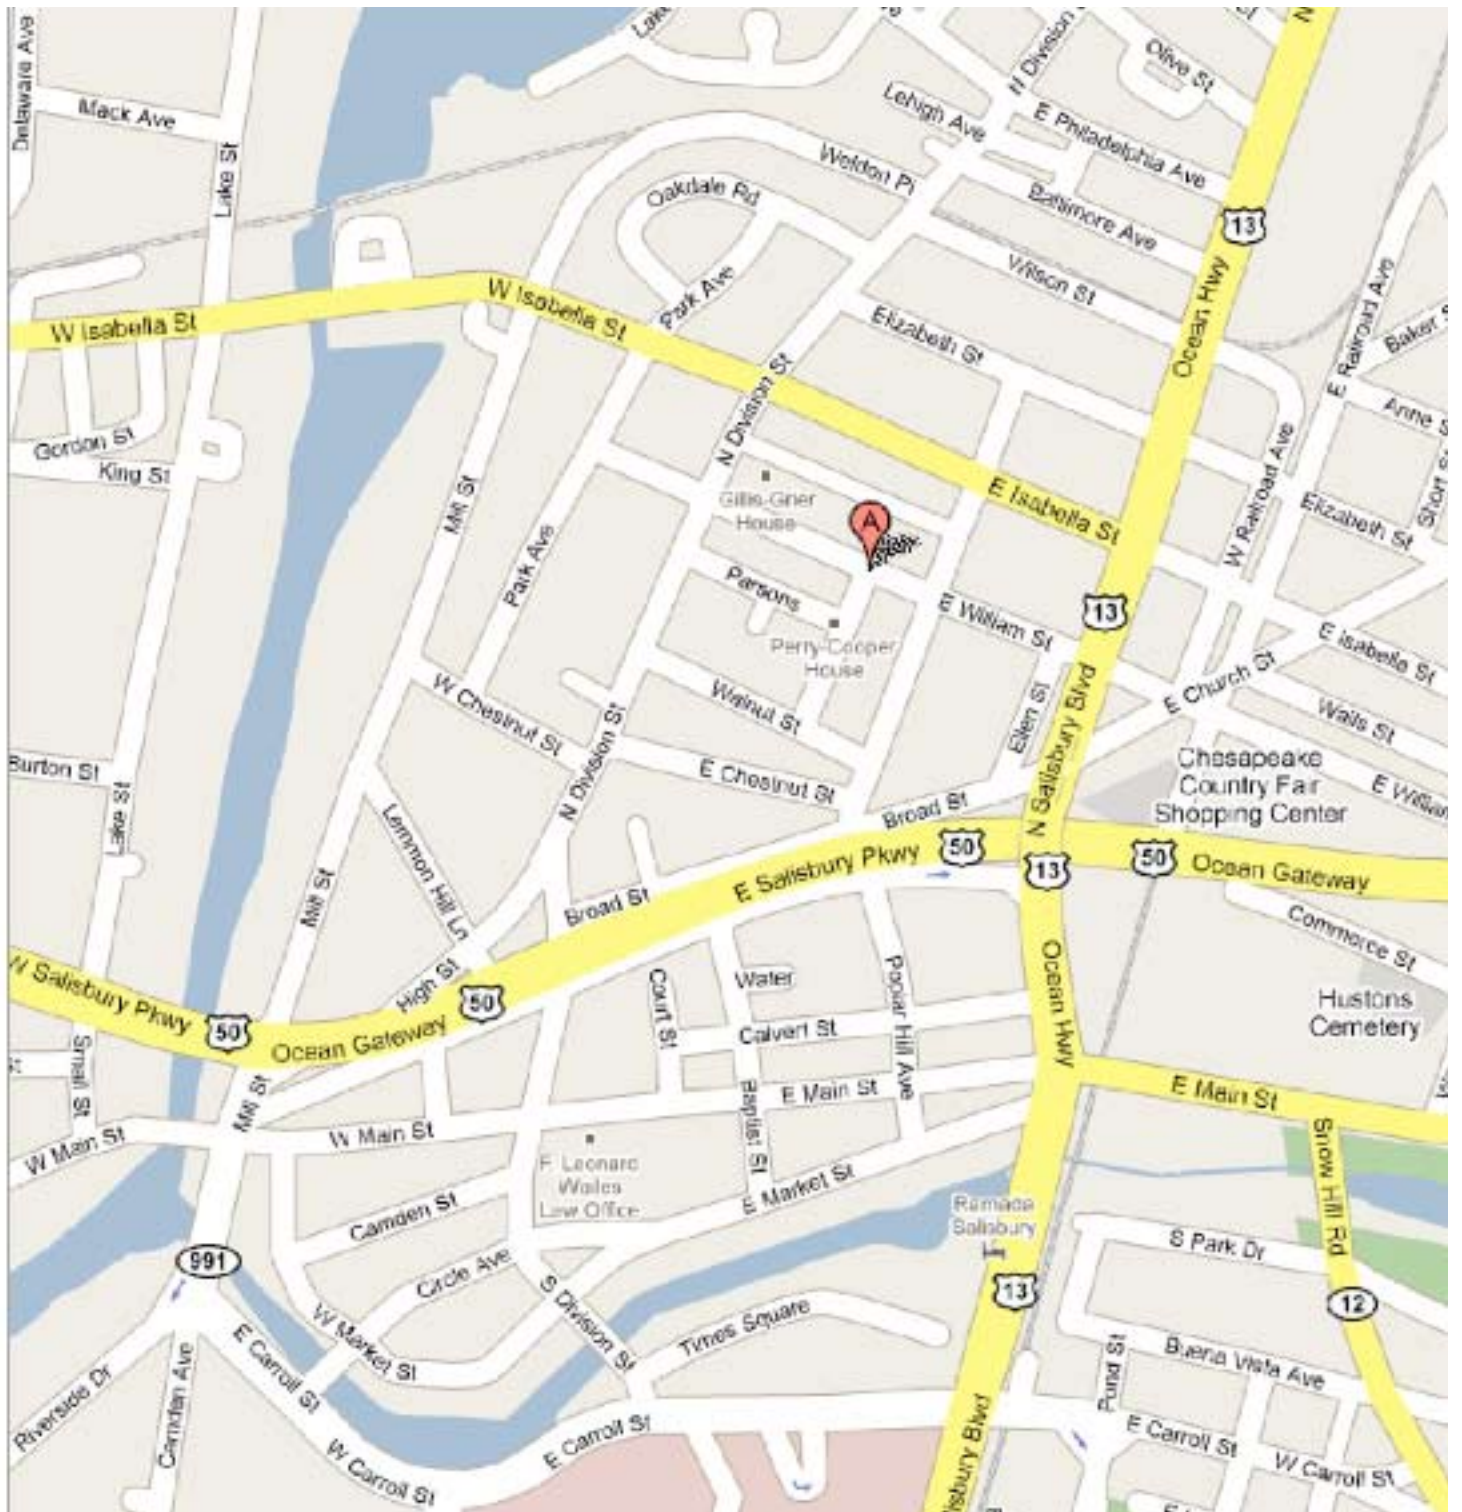 Delaware Ave
Mack Ave
Lake St
Lake
N Division
Olive St
N
Lehigh Ave
E Philadelphia Ave
Weldon Pl
Oakdale Rd
Baltimore Ave
13
Wilson St
Ocean Hwy
Park Ave
W Isabella St
W Isabella St
Elizabeth St
E Railroad Ave
Baker S
Anne S
N Division St
Gordon St
King St
Mill St
Gillis-Grier
House
A
E Isabella St
W Railroad Ave
Elizabeth St
Short St
Park Ave
Parsons
E William St
13
Perry-Cooper
House
E Isabella St
E Church St
W Chestnut St
Walnut St
Ellen St
N Salisbury Blvd
Walls St
N Division St
Burton St
Lake St
E Chestnut St
Broad St
Chesapeake
Country Fair
Shopping Center
E William
Lemmon Hill Ln
Mill St
Broad St
E Salisbury Pkwy
50
13
50
Ocean Gateway
Commerce St
High St
50
Court St
Water
Poplar Hill Ave
Ocean Hwy
Hustons
Cemetery
W Salisbury Pkwy
50
Ocean Gateway
Calvert St
Small St
Mill St
Baptist St
E Main St
E Main St
W Main St
W Main St
Snow Hill Rd
F. Leonard
Wailes
Law Office
E Market St
Camden St
Ramada
Salisbury
S Park Dr
991
Circle Ave
S Division St
13
12
W Market St
Times Square
E Carroll St
Riverside Dr
Camden Ave
Pond St
Buena Vista Ave
W Carroll St
E Carroll St
E Carroll St
W Carroll St
lisbury Blvd